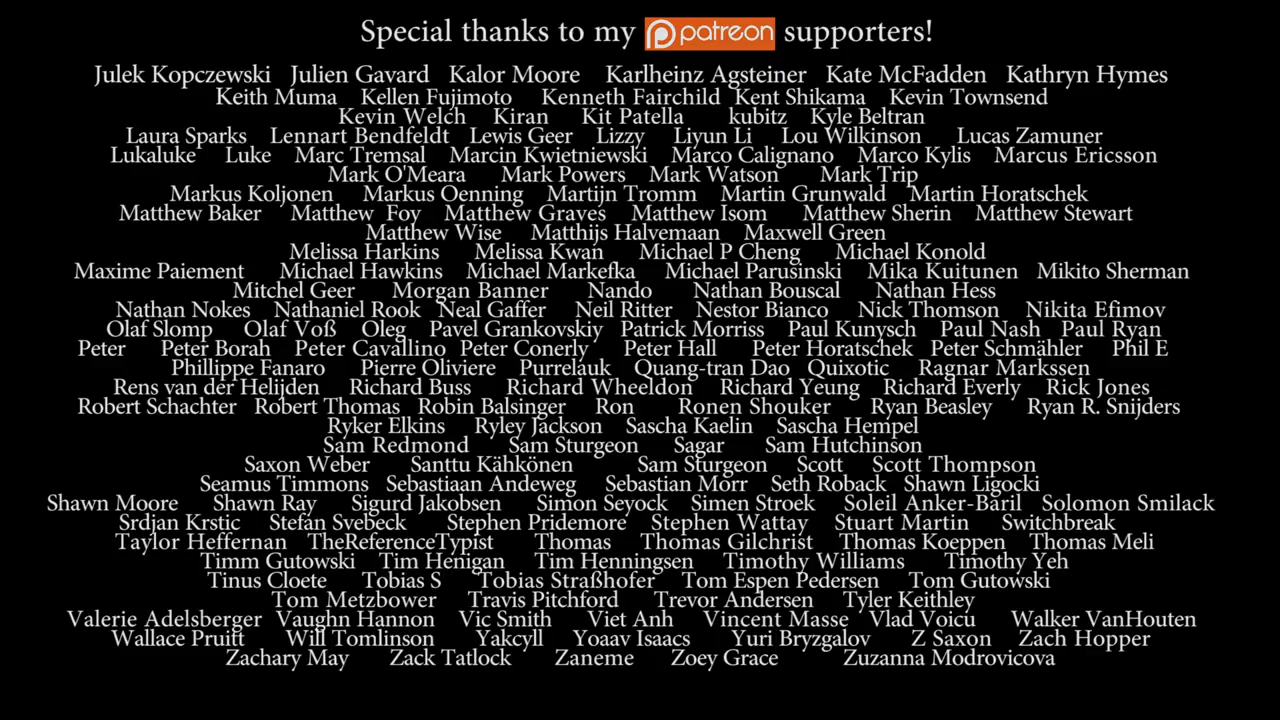 Special thanks to my patreon supporters!
Julek Kopczewski Julien Gavard Kalor Moore Karlheinz Agsteiner Kate McFadden Kathryn Hymes
Keith Muma Kellen Fujimoto Kenneth Fairchild Kent Shikama Kevin Townsend
Kevin Welch Kiran Kit Patella kubitz Kyle Beltran
Laura Sparks Lennart Bendfeldt Lewis Geer Lizzy Liyun Li Lou Wilkinson Lucas Zamuner
Lukaluke Luke Marc Tremsal Marcin Kwietniewski Marco Calignano Marco Kylis Marcus Ericsson
Mark O'Meara Mark Powers Mark Watson Mark Trip
Markus Koljonen Markus Oenning Martijn Tromm Martin Grunwald Martin Horatschek
Matthew Baker Matthew Foy Matthew Graves Matthew Isom Matthew Sherin Matthew Stewart
Matthew Wise Matthijs Halvemaan Maxwell Green
Melissa Harkins Melissa Kwan Michael P Cheng Michael Konold
Maxime Paiement Michael Hawkins Michael Markefka Michael Parusinski Mika Kuitunen Mikito Sherman
Mitchel Geer Morgan Banner Nando Nathan Bouscal Nathan Hess
Nathan Nokes Nathaniel Rook Neal Gaffer Neil Ritter Nestor Bianco Nick Thomson Nikita Efimov
Olaf Slomp Olaf Voß Oleg Pavel Grankovskiy Patrick Morriss Paul Kunysch Paul Nash Paul Ryan
Peter Peter Borah Peter Cavallino Peter Conerly Peter Hall Peter Horatschek Peter Schmähler Phil E
Phillippe Fanaro Pierre Oliviere Purrelauk Quang-tran Dao Quixotic Ragnar Markssen
Rens van der Helijden Richard Buss Richard Wheeldon Richard Yeung Richard Everly Rick Jones
Robert Schachter Robert Thomas Robin Balsinger Ron Ronen Shouker Ryan Beasley Ryan R. Snijders
Ryker Elkins Ryley Jackson Sascha Kaelin Sascha Hempel
Sam Redmond Sam Sturgeon Sagar Sam Hutchinson
Saxon Weber Santtu Kähkönen Sam Sturgeon Scott Scott Thompson
Seamus Timmons Sebastiaan Andeweg Sebastian Morr Seth Roback Shawn Ligocki
Shawn Moore Shawn Ray Sigurd Jakobsen Simon Seyock Simen Stroek Soleil Anker-Baril Solomon Smilack
Srdjan Krstic Stefan Svebeck Stephen Pridemore Stephen Wattay Stuart Martin Switchbreak
Taylor Heffernan TheReferenceTypist Thomas Thomas Gilchrist Thomas Koeppen Thomas Meli
Timm Gutowski Tim Henigan Tim Henningsen Timothy Williams Timothy Yeh
Tinus Cloete Tobias S Tobias Straßhofer Tom Espen Pedersen Tom Gutowski
Tom Metzbower Travis Pitchford Trevor Andersen Tyler Keithley
Valerie Adelsberger Vaughn Hannon Vic Smith Viet Anh Vincent Masse Vlad Voicu Walker VanHouten
Wallace Pruitt Will Tomlinson Yakcyll Yoaav Isaacs Yuri Bryzgalov Z Saxon Zach Hopper
Zachary May Zack Tatlock Zaneme Zoey Grace Zuzanna Modrovicova